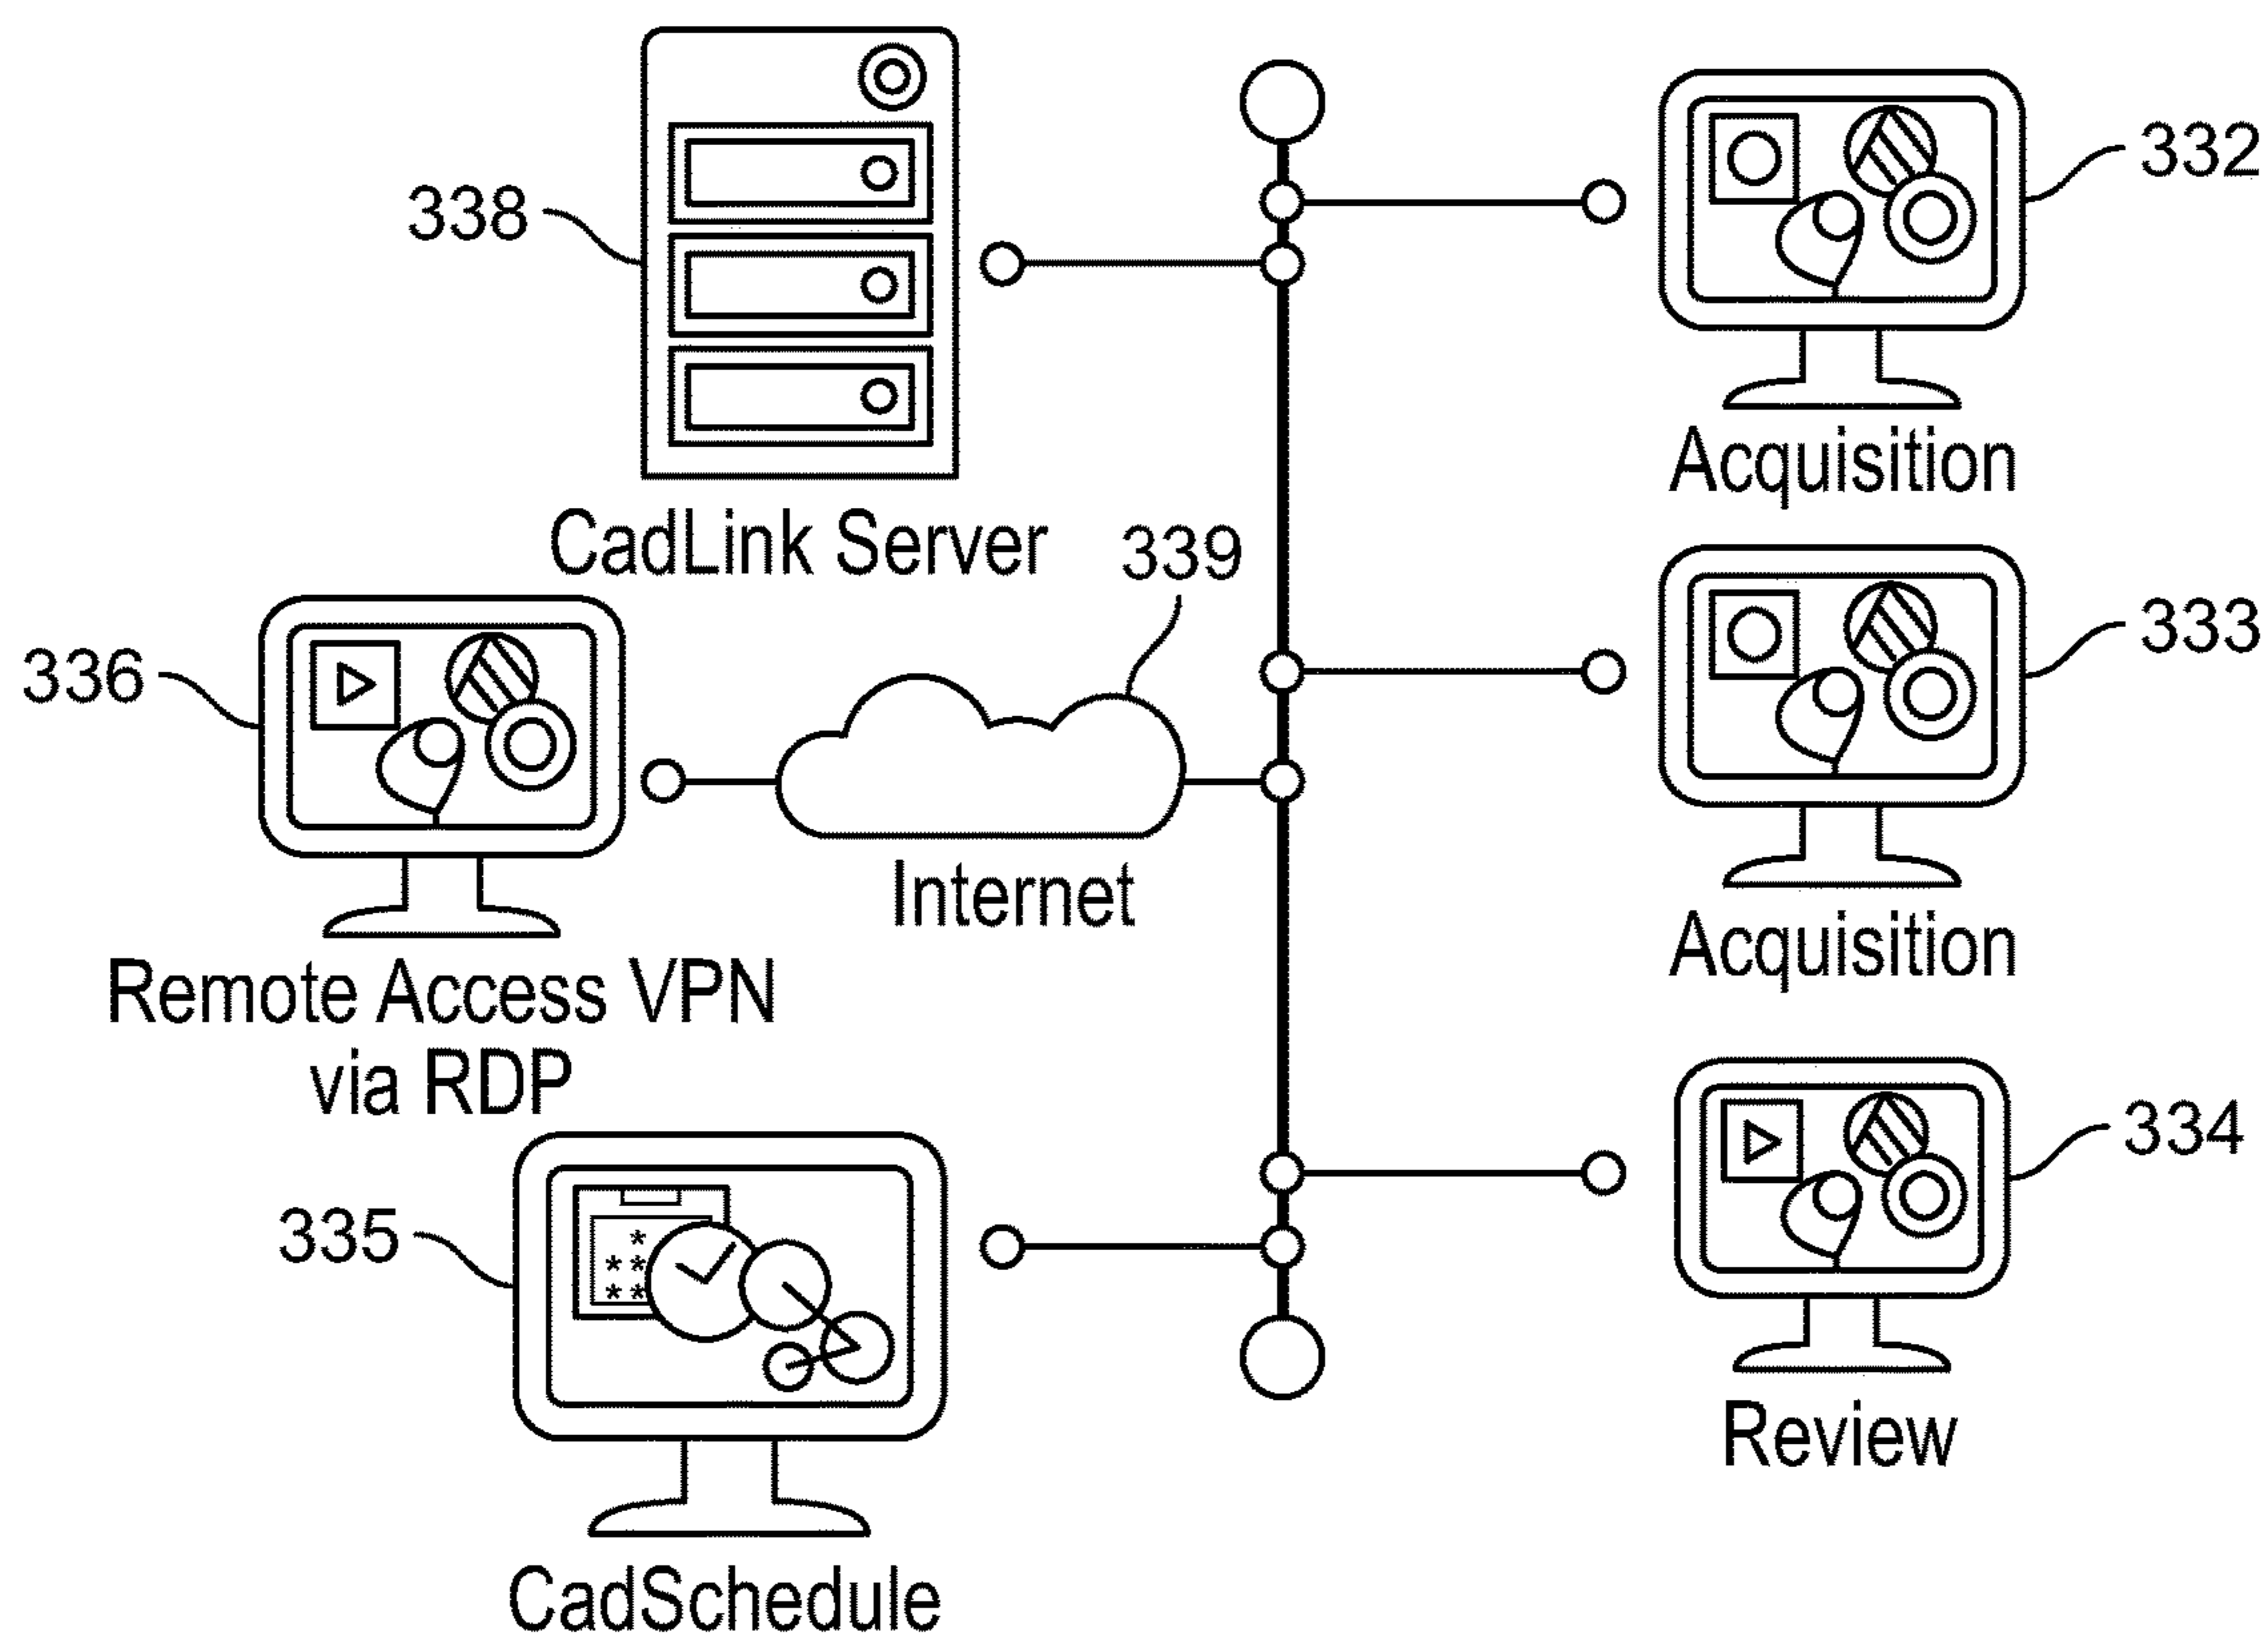 338
332
Acquisition
CadLink Server
339
333
336
Acquisition
Internet
Remote Access VPN
via RDP
334
335
Review
CadSchedule